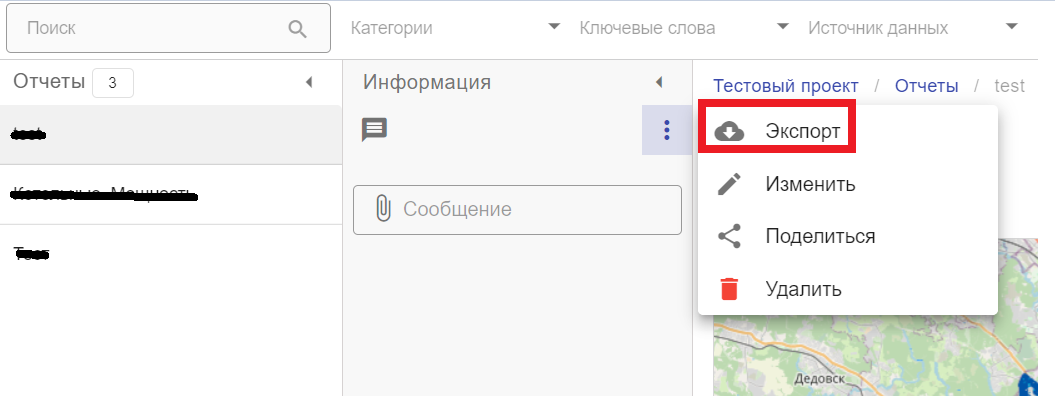 Поиск
Категории
Ключевые слова
Источник данных
Отчеты 3
Информация
Тестовый проект / Отчеты / test
Экспорт
Изменить
Сообщение
Поделиться
Удалить
Дедовск